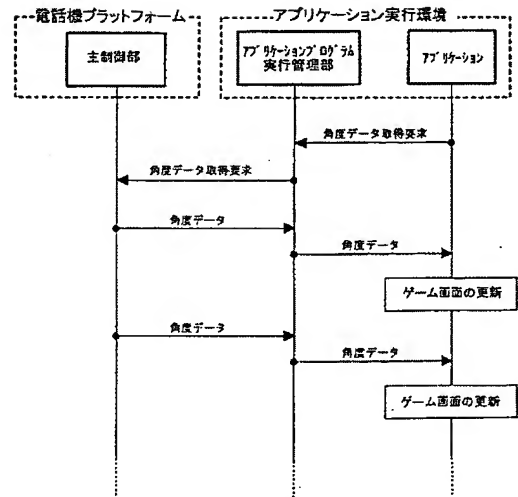 電話機プラットフォーム
アプリケーション実行環境
主制御部
ｱﾌﾟﾘｹｰｼｮﾝﾌﾟﾛｸﾞﾗﾑ
実行管理部
ｱﾌﾟﾘｹｰｼｮﾝ
角度データ取得要求
角度データ取得要求
角度データ
角度データ
ゲーム画面の更新
角度データ
角度データ
ゲーム画面の更新